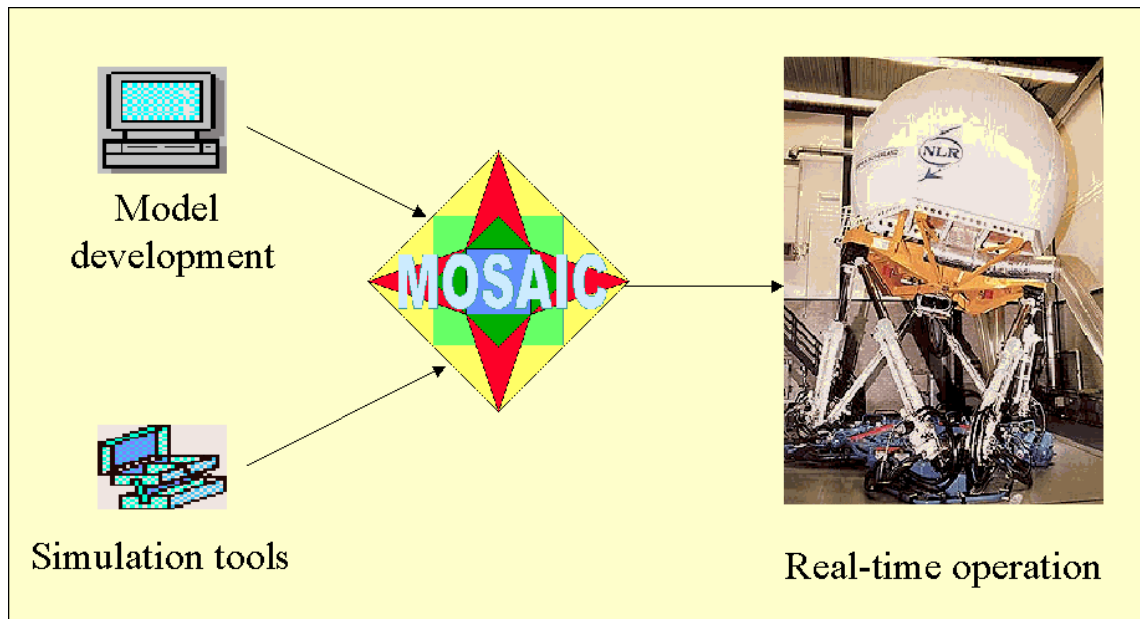 Model
development
MOSAIC
Simulation tools
NLR
Real-time operation